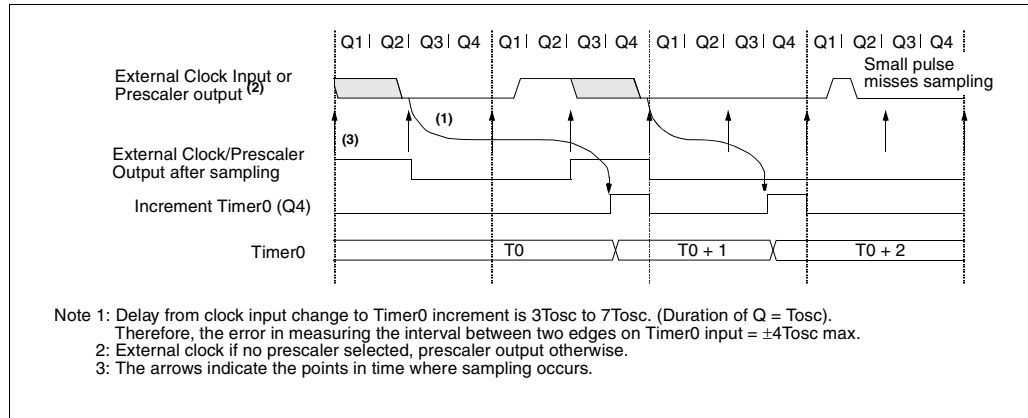 Q1 Q2 Q3 Q4 Q1 Q2 Q3 Q4 Q1 Q2 Q3 Q4 Q1 Q2 Q3 Q4
External Clock Input or
Prescaler output (2)
Small pulse
misses sampling
(1)
(3)
External Clock/Prescaler
Output after sampling
Increment Timer0 (Q4)
Timer0
T0
T0 + 1
T0 + 2
Note 1: Delay from clock input change to Timer0 increment is 3Tosc to 7Tosc. (Duration of Q = Tosc).
Therefore, the error in measuring the interval between two edges on Timer0 input = ±4Tosc max.
2: External clock if no prescaler selected, prescaler output otherwise.
3: The arrows indicate the points in time where sampling occurs.